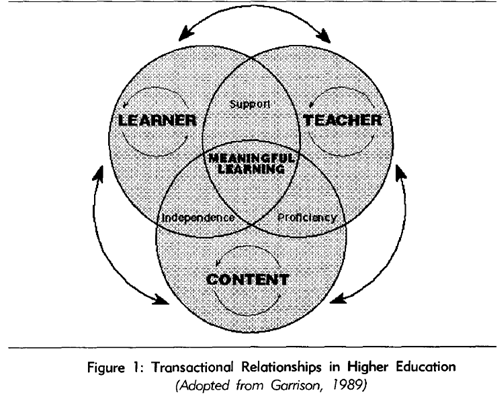 Support
LEARNER
TEACHER
MEANINGFUL
LEARNING
Independence
Proficiency
CONTENT
Figure 1: Transactional Relationships in Higher Education
(Adopted from Garrison, 1989)